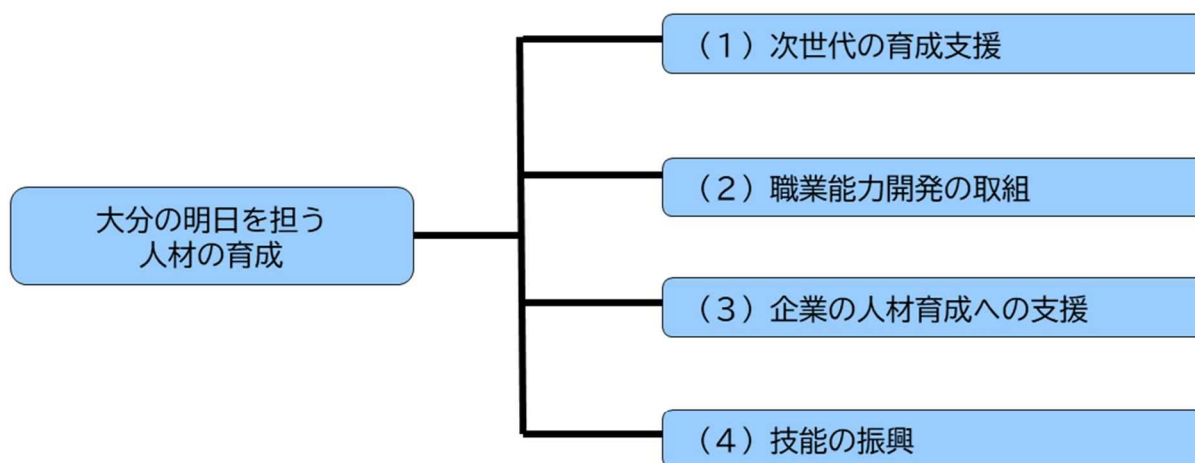 大分の明日を担う
人材の育成
（１）次世代の育成支援
（２）職業能力開発の取組
（３）企業の人材育成への支援
（４）技能の振興